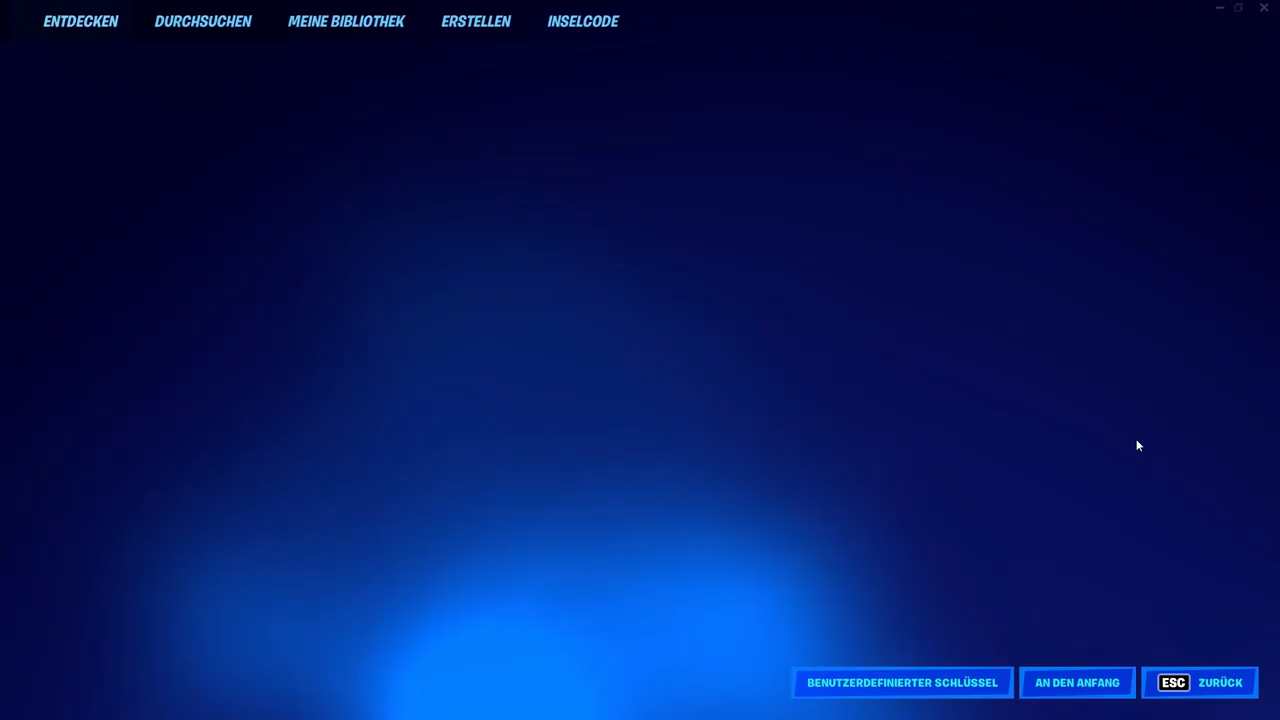 ENTDECKEN DURCHSUCHEN MEINE BIBLIOTHEK ERSTELLEN INSELCODE
BENUTZERDEFINIERTER SCHLÜSSEL AN DEN ANFANG ESC ZURÜCK